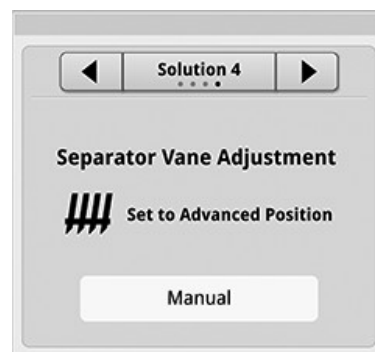 Solution 4
Separator Vane Adjustment
Set to Advanced Position
Manual